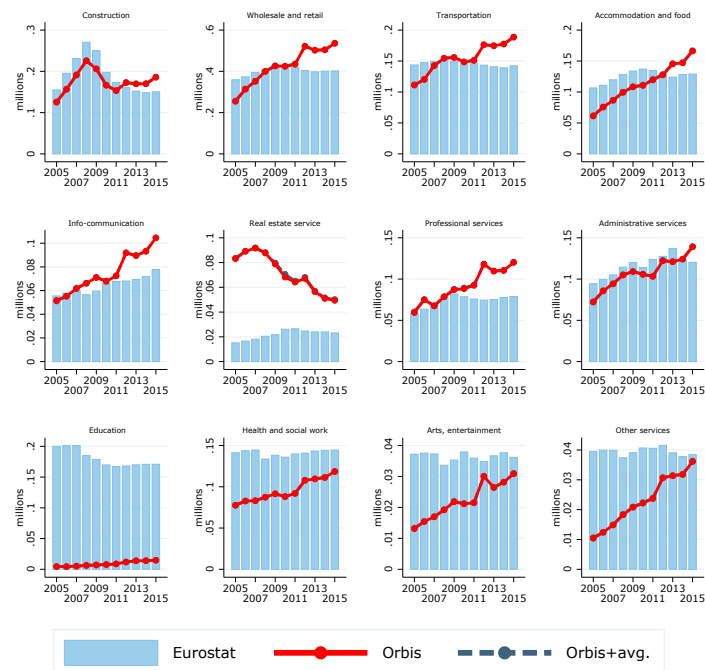 Construction
Wholesale and retail
Transportation
Accommodation and food
millions
0 .1 .2 .3
2005 2007 2009 2011 2013 2015
millions
0 .2 .4 .6
2005 2007 2009 2011 2013 2015
millions
0 .05 .1 .15 .2
2005 2007 2009 2011 2013 2015
millions
0 .05 .1 .15 .2
2005 2007 2009 2011 2013 2015
Info-communication
Real estate service
Professional services
Administrative services
millions
0 .02 .04 .06 .08 .1
2005 2007 2009 2011 2013 2015
millions
0 .02 .04 .06 .08 .1
2005 2007 2009 2011 2013 2015
millions
0 .05 .1 .15
2005 2007 2009 2011 2013 2015
millions
0 .05 .1 .15
2005 2007 2009 2011 2013 2015
Education
Health and social work
Arts, entertainment
Other services
millions
0 .05 .1 .15 .2
2005 2007 2009 2011 2013 2015
millions
0 .05 .1 .15
2005 2007 2009 2011 2013 2015
millions
0 .01 .02 .03 .04
2005 2007 2009 2011 2013 2015
millions
0 .01 .02 .03 .04
2005 2007 2009 2011 2013 2015
Eurostat Orbis Orbis+avg.